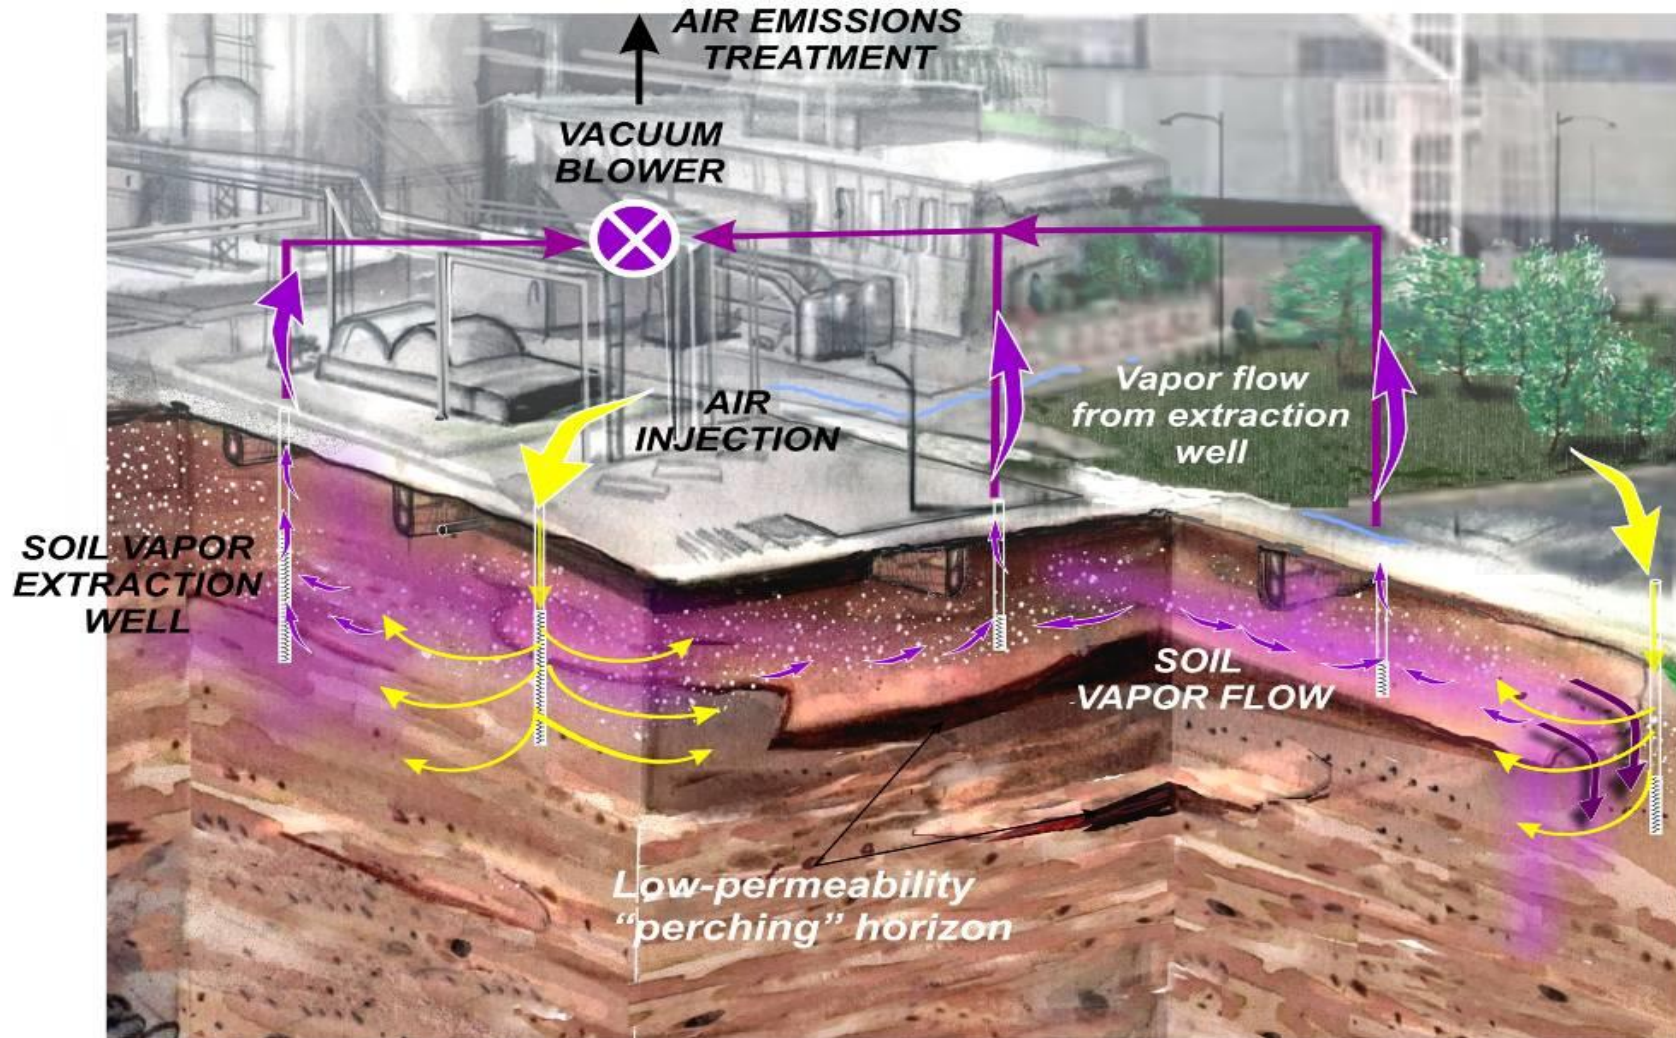 AIR EMISSIONS
TREATMENT
VACUUM
BLOWER
AIR
INJECTION
Vapor flow
from extraction
well
SOIL VAPOR
EXTRACTION
WELL
SOIL
VAPOR FLOW
Low-permeability
“perching” horizon